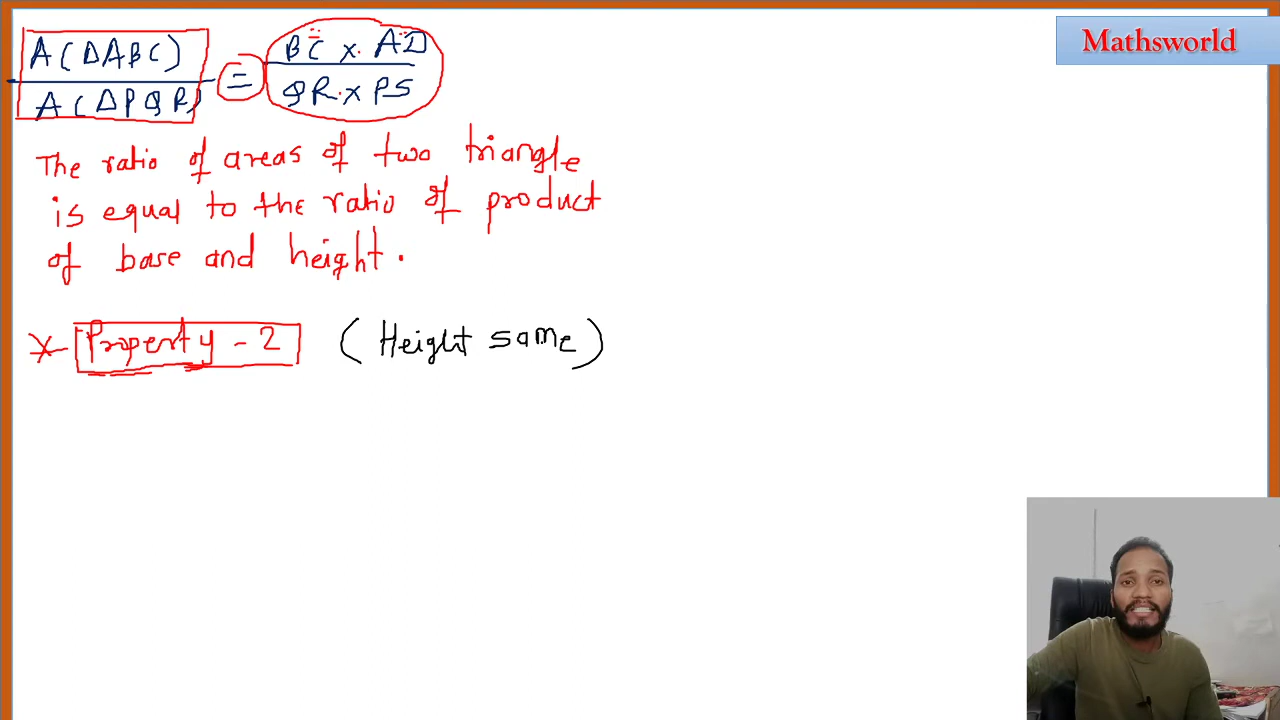 A(ΔABC) = BC × AD
A(ΔPQR) QR × PS
Mathsworld
The ratio of areas of two triangle
is equal to the ratio of product
of base and height.
* Property - 2 (Height same)